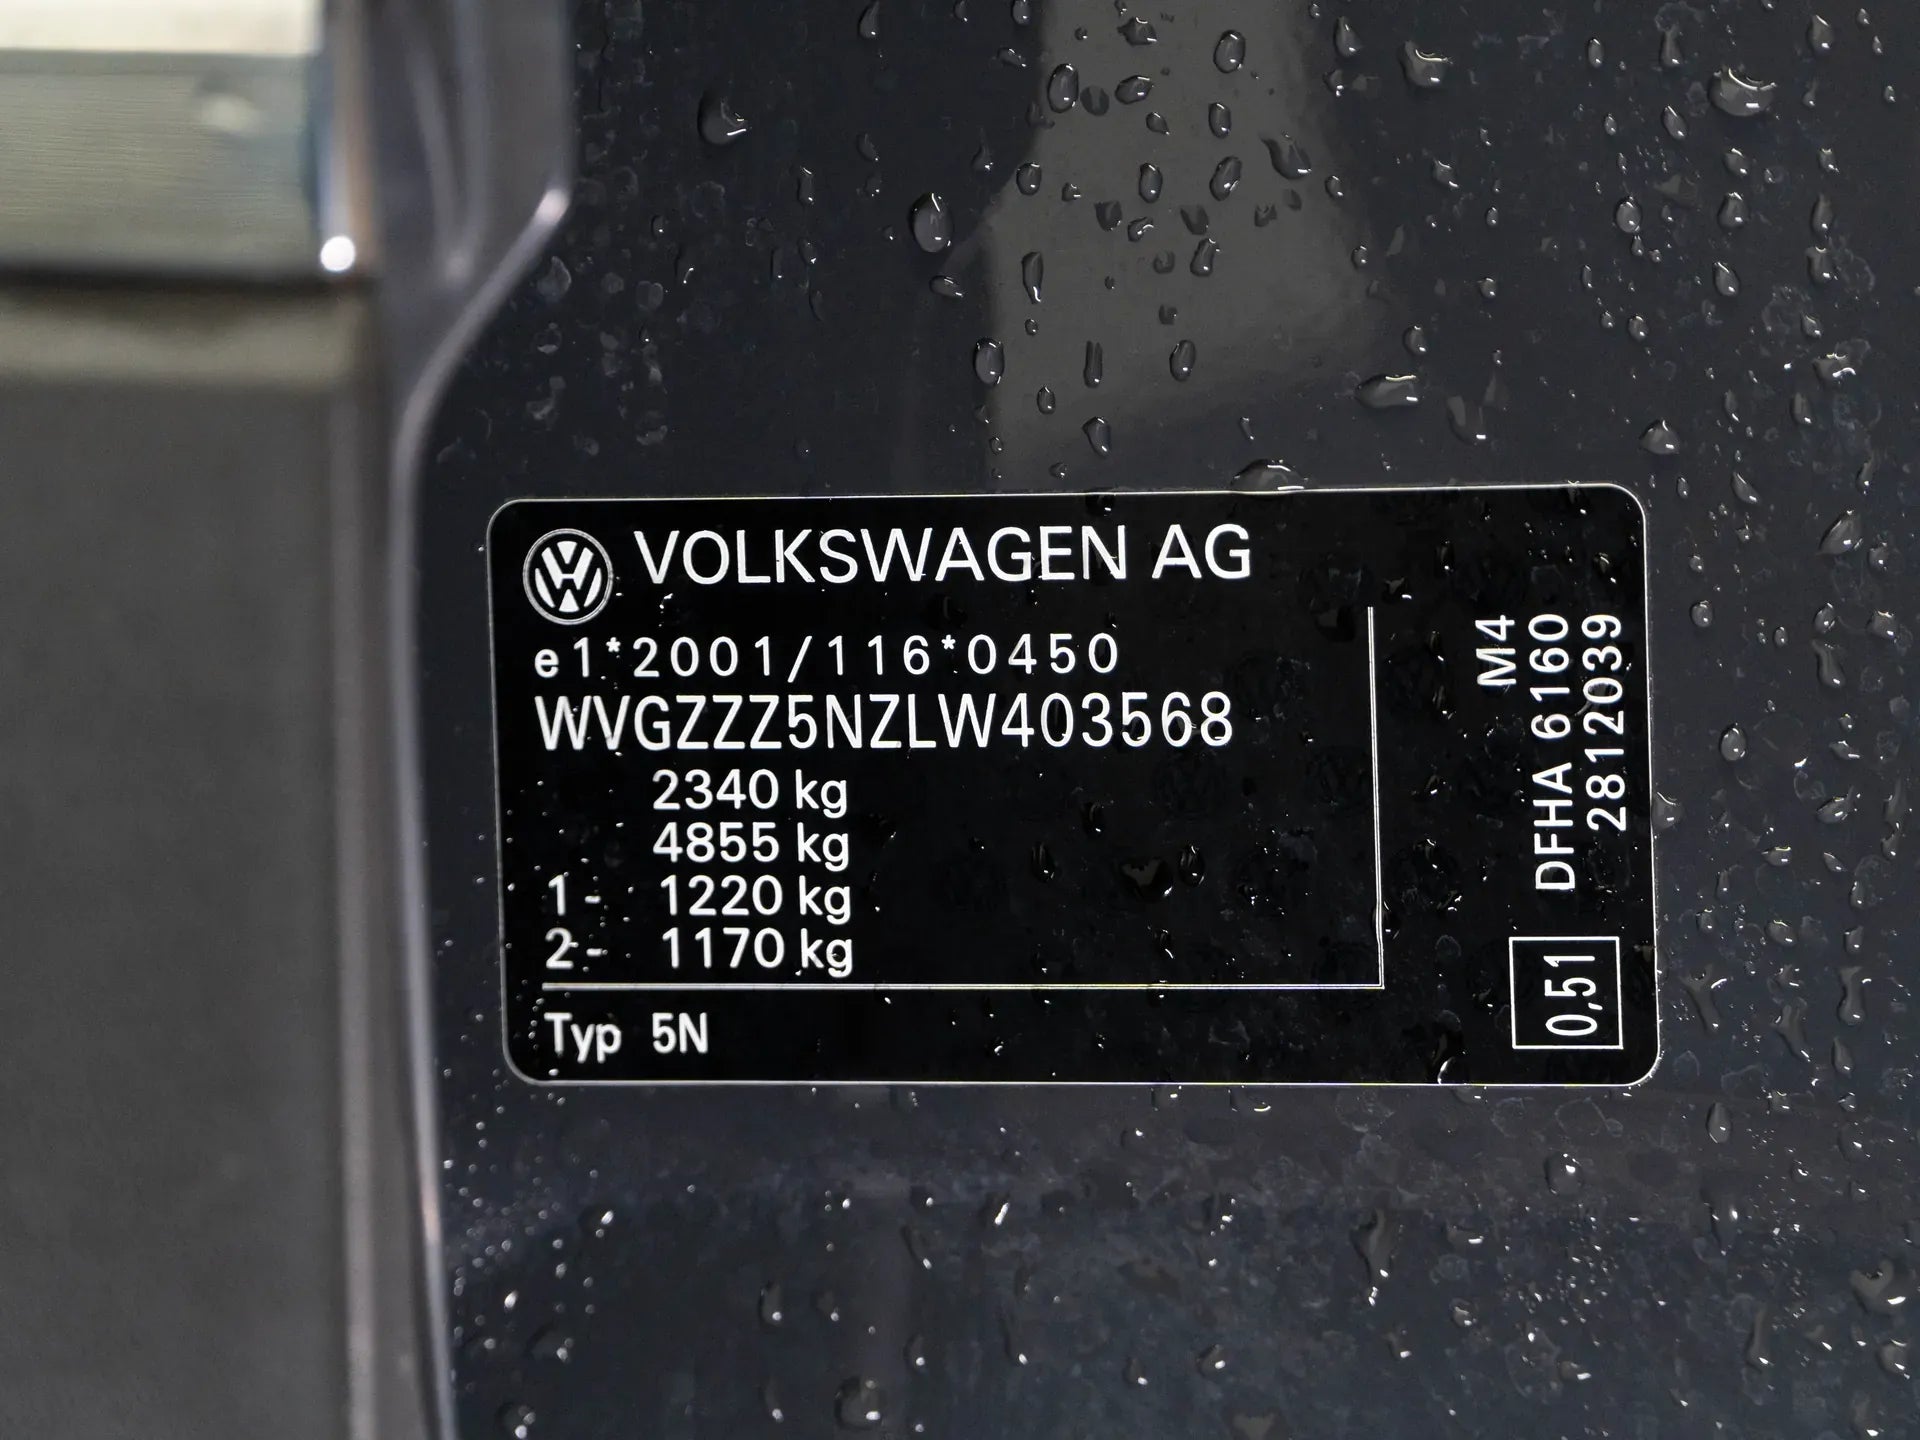 VOLKSWAGEN AG
e1*2001/116*0450
WVGZZZ5NZLW403568
2340 kg
4855 kg
1- 1220 kg
2- 1170 kg
Typ 5N
M4
DFHA 6160
2812039
0,51